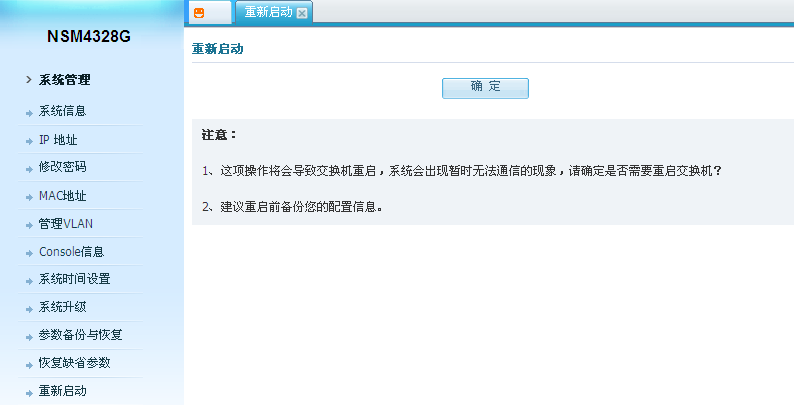 NSM4328G
系统管理
系统信息
IP 地址
修改密码
MAC地址
管理VLAN
Console信息
系统时间设置
系统升级
参数备份与恢复
恢复缺省参数
重新启动
重新启动
重新启动
确 定
注意：
1、这项操作将会导致交换机重启，系统会出现暂时无法通信的现象，请确定是否需要重启交换机？
2、建议重启前备份您的配置信息。